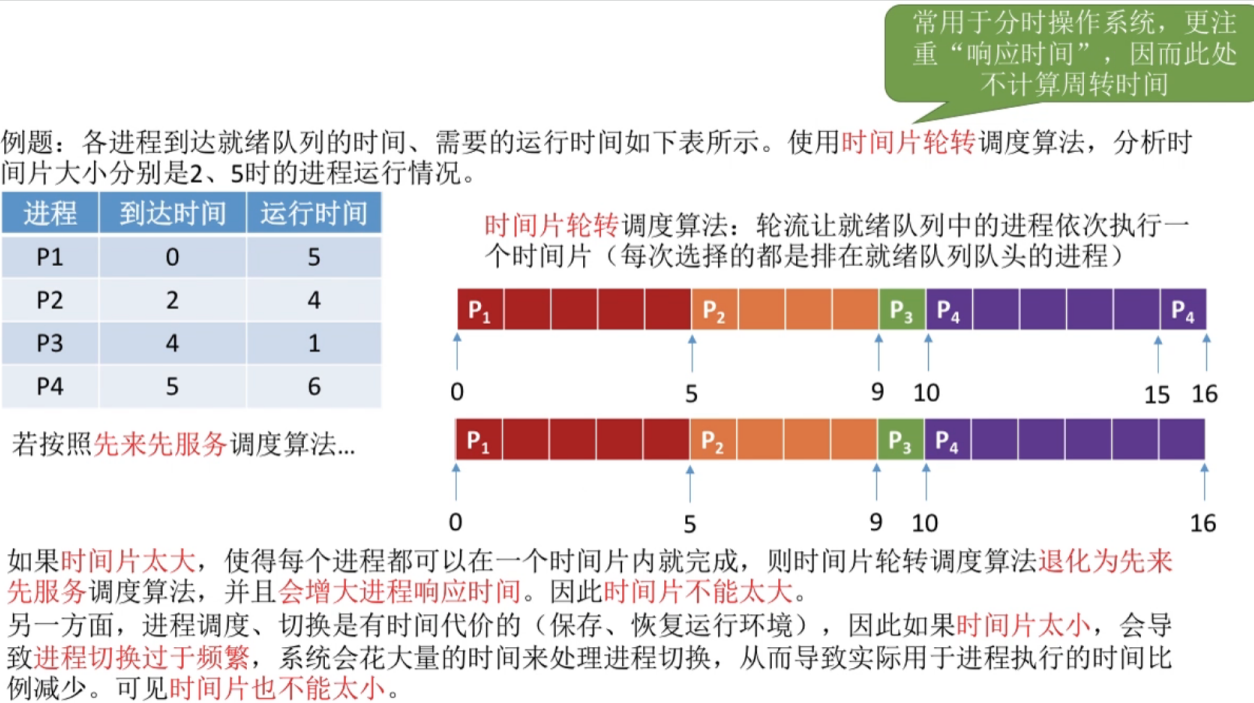 常用于分时操作系统，更注
重“响应时间”，因而此处
不计算周转时间
例题：各进程到达就绪队列的时间、需要的运行时间如下表所示。使用时间片轮转调度算法，分析时
间片大小分别是2、5时的进程运行情况。
进程 到达时间 运行时间
P1 0 5
P2 2 4
P3 4 1
P4 5 6
时间片轮转调度算法：轮流让就绪队列中的进程依次执行一
个时间片（每次选择的都是排在就绪队列队头的进程）
P1 P2 P3 P4 P4
0 5 9 10 15 16
若按照先来先服务调度算法...
P1 P2 P3 P4
0 5 9 10 16
如果时间片太大，使得每个进程都可以在一个时间片内就完成，则时间片轮转调度算法退化为先来
先服务调度算法，并且会增大进程响应时间。因此时间片不能太大。
另一方面，进程调度、切换是有时间代价的（保存、恢复运行环境），因此如果时间片太小，会导
致进程切换过于频繁，系统会花大量的时间来处理进程切换，从而导致实际用于进程执行的时间比
例减少。可见时间片也不能太小。